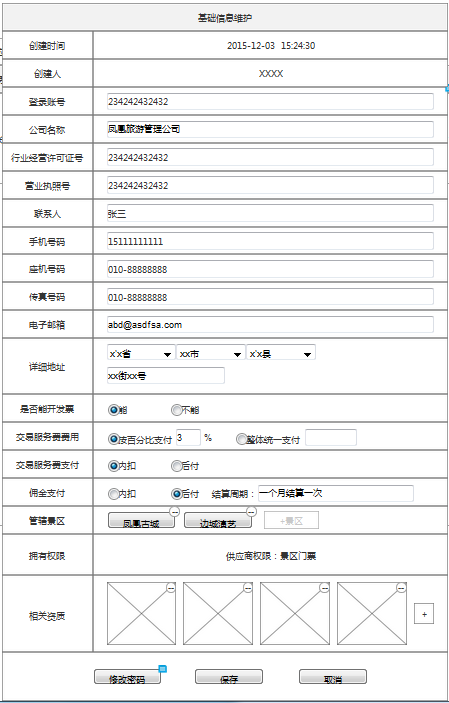 基础信息维护
创建时间 2015-12-03 15:24:30
创建人 XXXX
登录账号 234242432432
公司名称 凤凰旅游管理公司
行业经营许可证号 234242432432
营业执照号 234242432432
联系人 张三
手机号码 15111111111
座机号码 010-88888888
传真号码 010-88888888
电子邮箱 abd@asdfsa.com
详细地址 x'x省 xx市 x'x县
xx街xx号
是否能开发票 能 不能
交易服务费费用 按百分比支付 3 % 整体统一支付
交易服务费支付 内扣 后付
佣金支付 内扣 后付 结算周期： 一个月结算一次
管辖景区 凤凰古城 边城演艺 +景区
拥有权限 供应商权限：景区门票
相关资质 +
修改密码 保存 取消